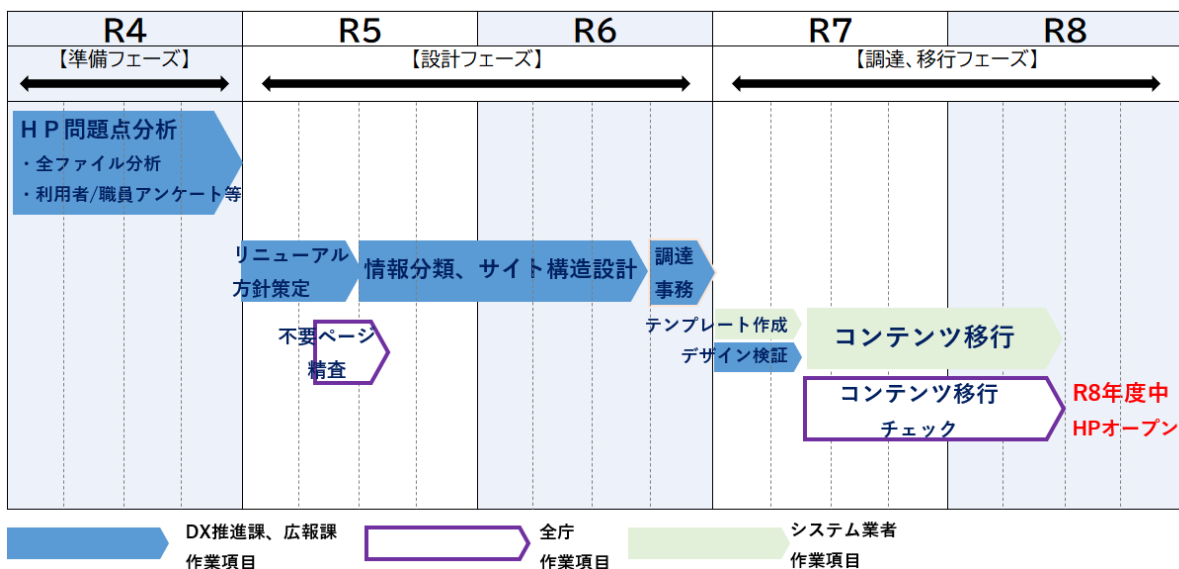 R4
R5
R6
R7
R8
【準備フェーズ】
【設計フェーズ】
【調達、移行フェーズ】
ＨＰ問題点分析
・全ファイル分析
・利用者/職員アンケート等
リニューアル
方針策定
情報分類、サイト構造設計
調達
事務
不要ページ
精査
テンプレート作成
デザイン検証
コンテンツ移行
コンテンツ移行
チェック
R8年度中
HPオープン
DX推進課、広報課
作業項目
全庁
作業項目
システム業者
作業項目